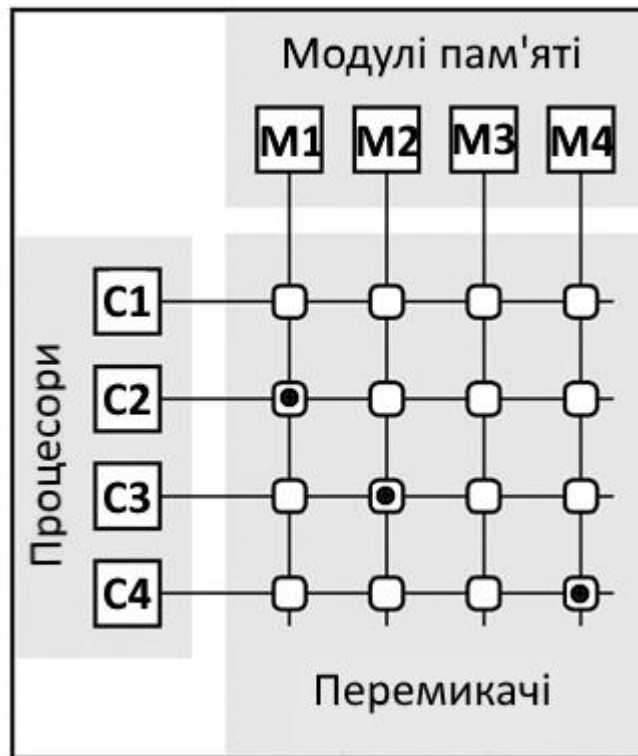 Модулі пам'яті
M1 M2 M3 M4
C1
C2
C3
C4
Процесори
Перемикачі